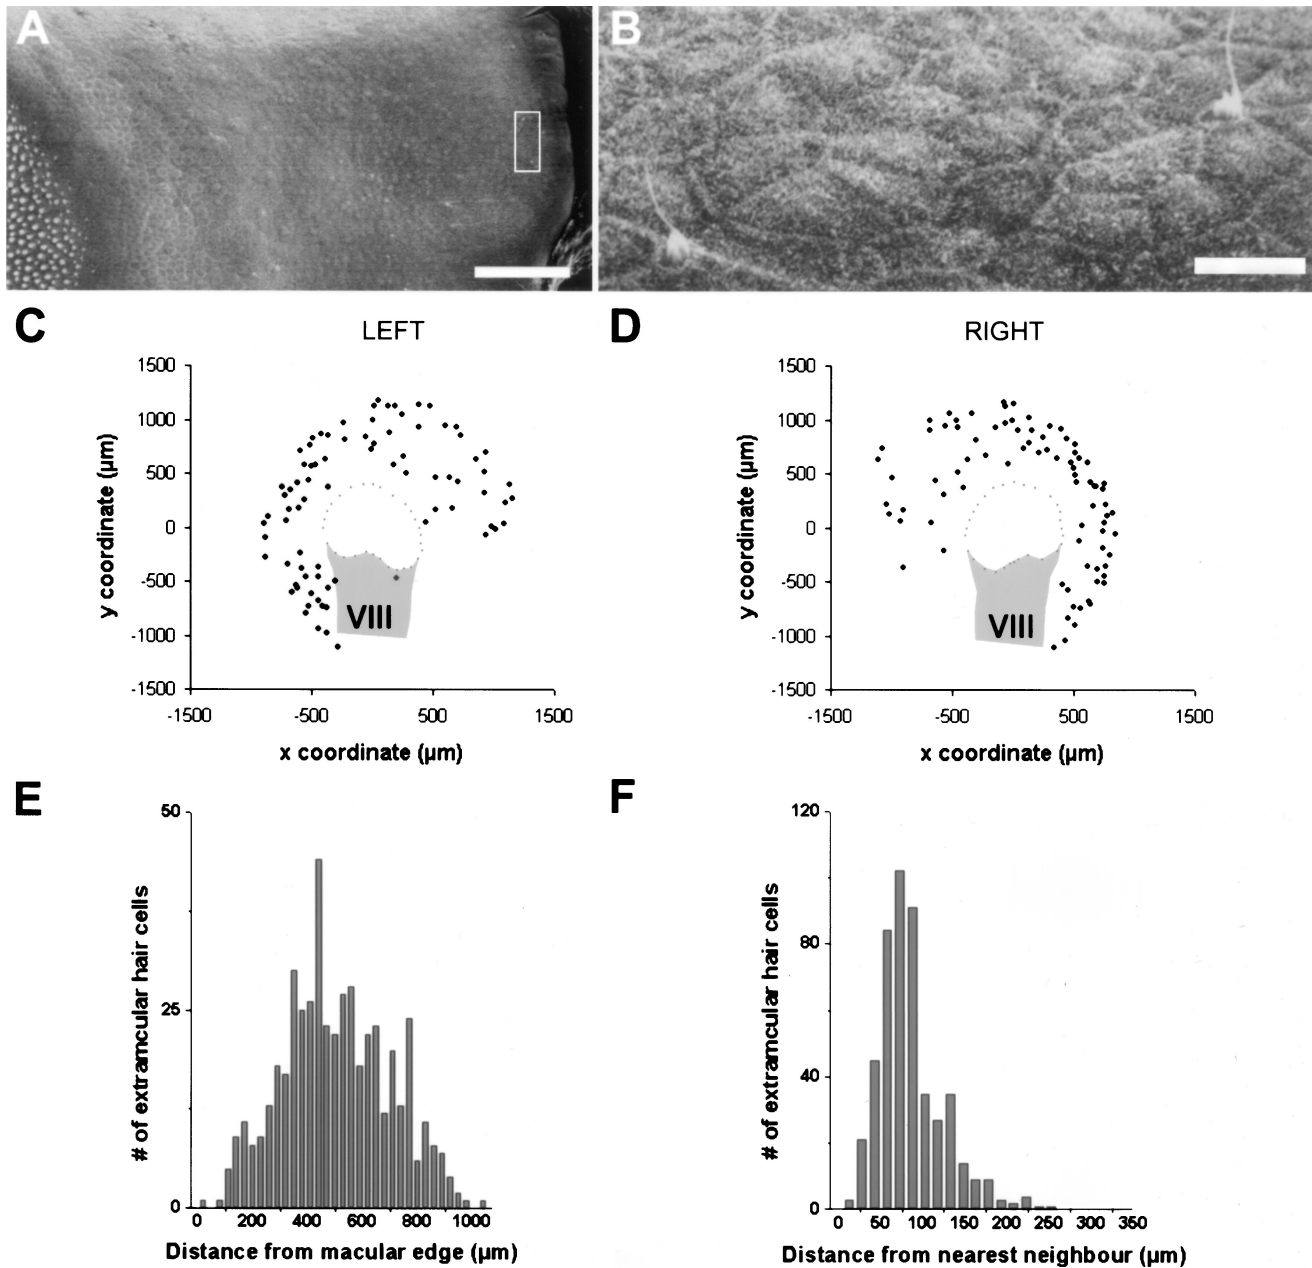 A
B
C
LEFT
D
RIGHT
1500
1000
500
0
-500
-1000
-1500
y coordinate (µm)
VIII
-1500
-500
500
1500
x coordinate (µm)
1500
1000
500
0
-500
-1000
-1500
y coordinate (µm)
VIII
-1500
-500
500
1500
x coordinate (µm)
E
50
25
0
# of extramcular hair cells
0
200
400
600
800
1000
Distance from macular edge (µm)
F
120
80
40
0
# of extramcular hair cells
0
50
100
150
200
250
300
350
Distance from nearest neighbour (µm)